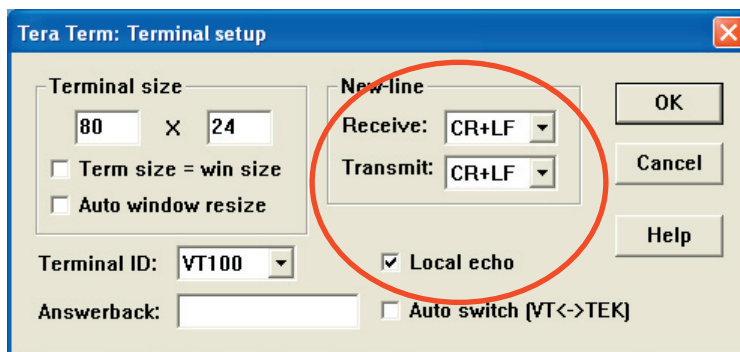 Tera Term: Terminal setup
Terminal size
80 X 24
Term size = win size
Auto window resize
New-line
Receive: CR+LF
Transmit: CR+LF
OK
Cancel
Help
Terminal ID: VT100
Local echo
Answerback:
Auto switch (VT<->TEK)